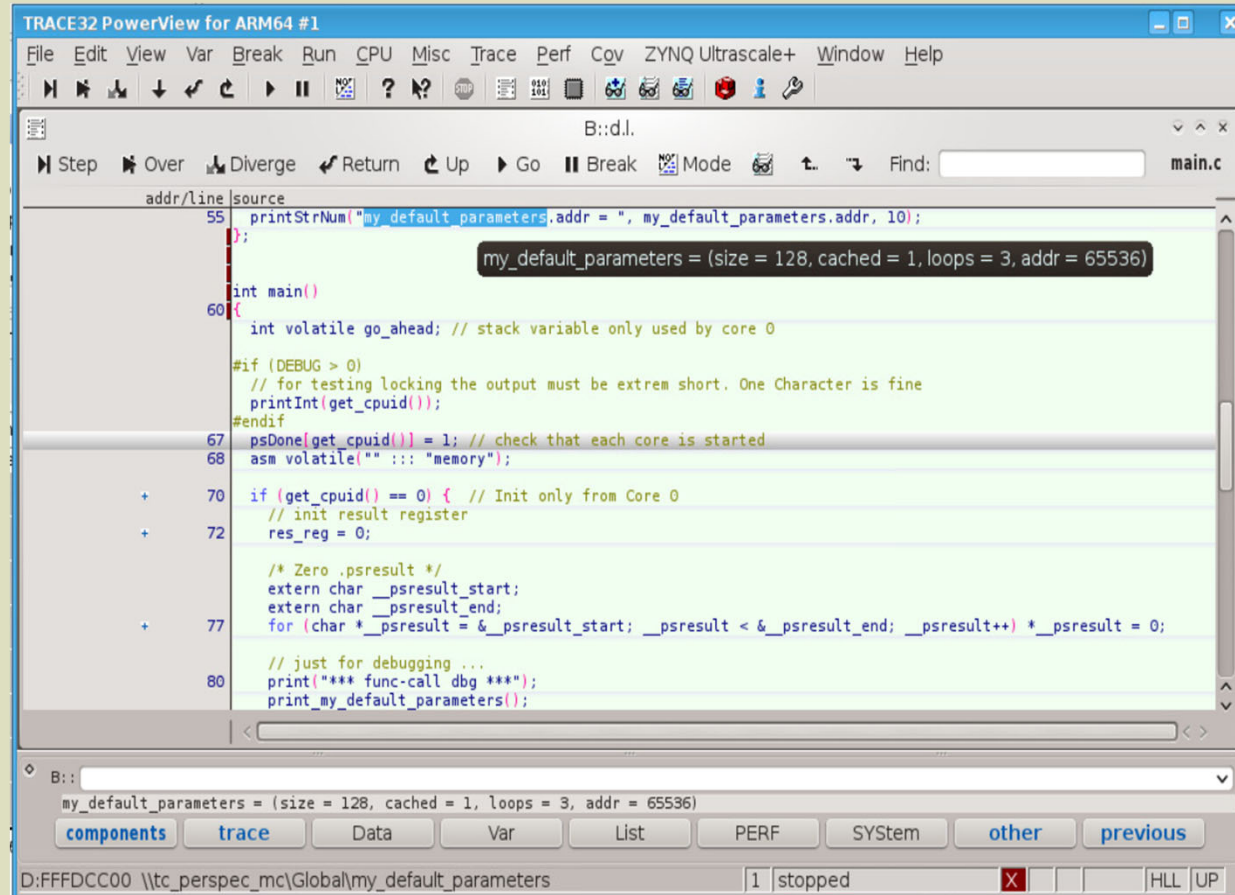 TRACE32 PowerView for ARM64 #1
File Edit View Var Break Run CPU Misc Trace Perf Cov ZYNQ Ultrascale+ Window Help
B::d.l.
Step Over Diverge Return Up Go Break Mode Find: main.c
addr/line source
55 printStrNum("my_default_parameters.addr = ", my_default_parameters.addr, 10);
};
my_default_parameters = (size = 128, cached = 1, loops = 3, addr = 65536)
int main()
60 {
int volatile go_ahead; // stack variable only used by core 0
#if (DEBUG > 0)
// for testing locking the output must be extrem short. One Character is fine
printInt(get_cpuid());
#endif
67 psDone[get_cpuid()] = 1; // check that each core is started
68 asm volatile("" ::: "memory");
+ 70 if (get_cpuid() == 0) { // Init only from Core 0
// init result register
+ 72 res_reg = 0;
/* Zero .psresult */
extern char __psresult_start;
extern char __psresult_end;
+ 77 for (char *__psresult = &__psresult_start; __psresult < &__psresult_end; __psresult++) *__psresult = 0;
// just for debugging ...
80 print("*** func-call dbg ***");
print_my_default_parameters();
B::
my_default_parameters = (size = 128, cached = 1, loops = 3, addr = 65536)
components trace Data Var List PERF SYStem other previous
D:FFFDCC00 \\tc_perspec_mc\Global\my_default_parameters 1 stopped X HLL UP